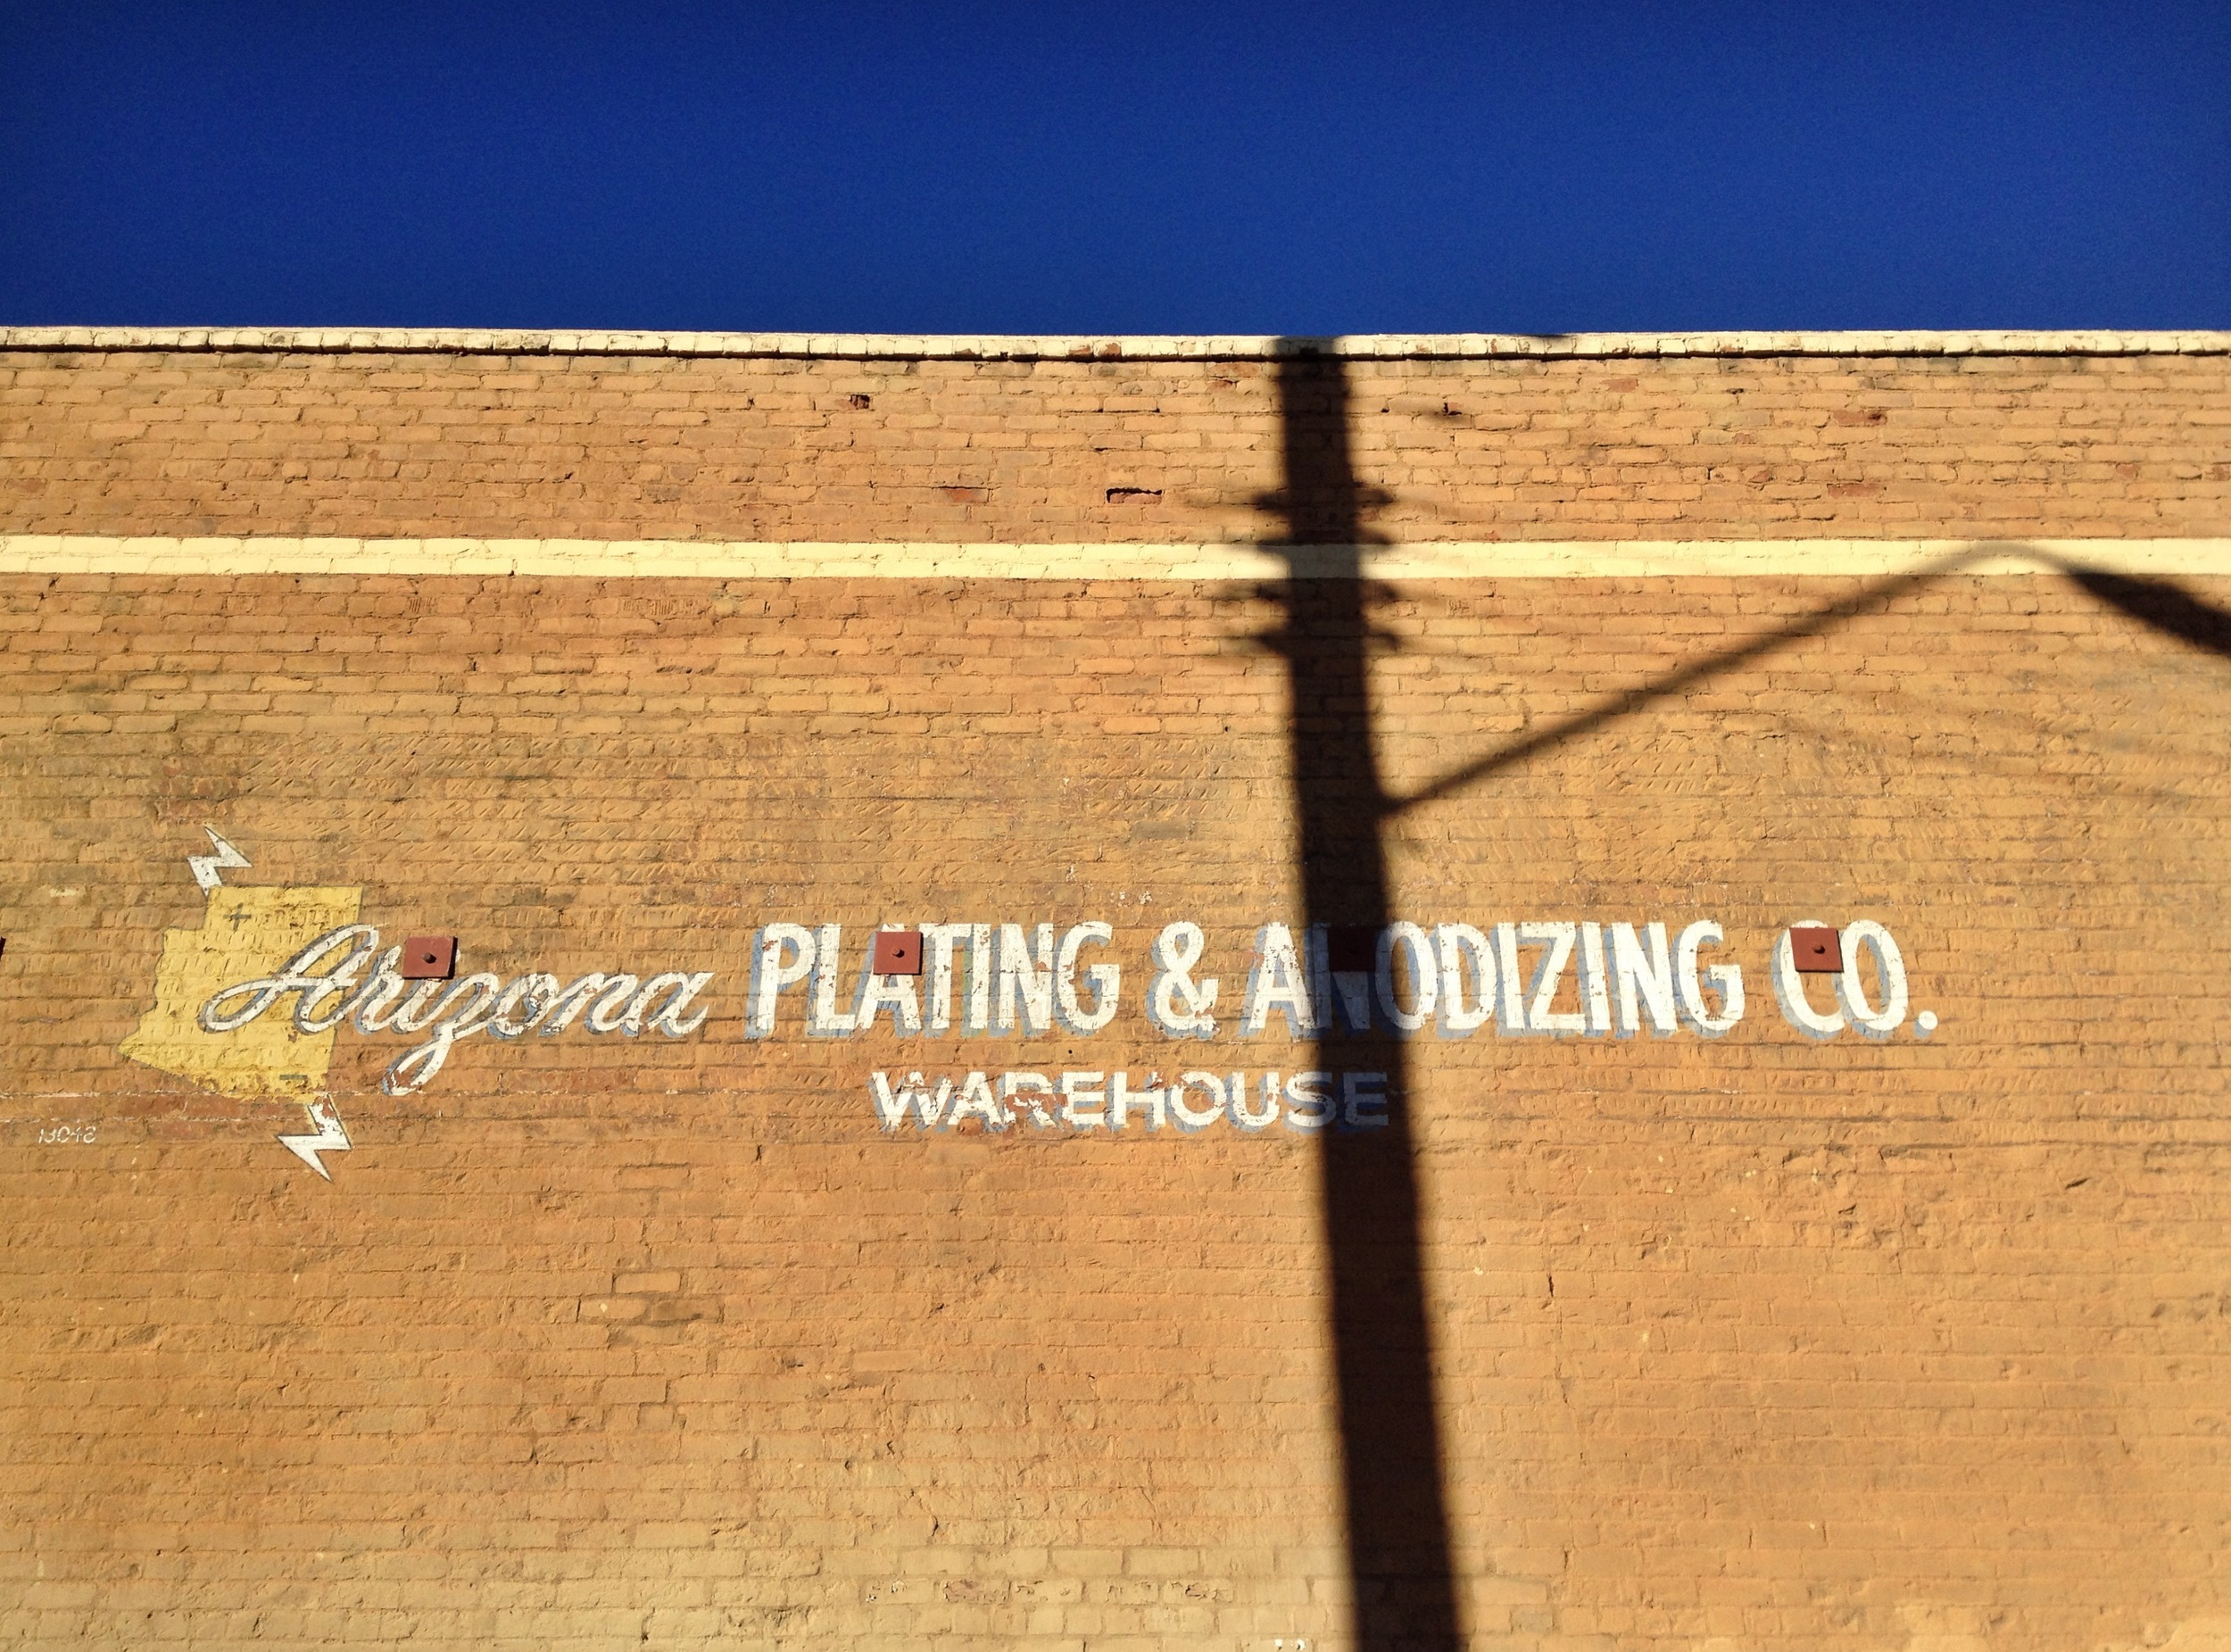 Arizona PLATING & ANODIZING CO.
WAREHOUSE